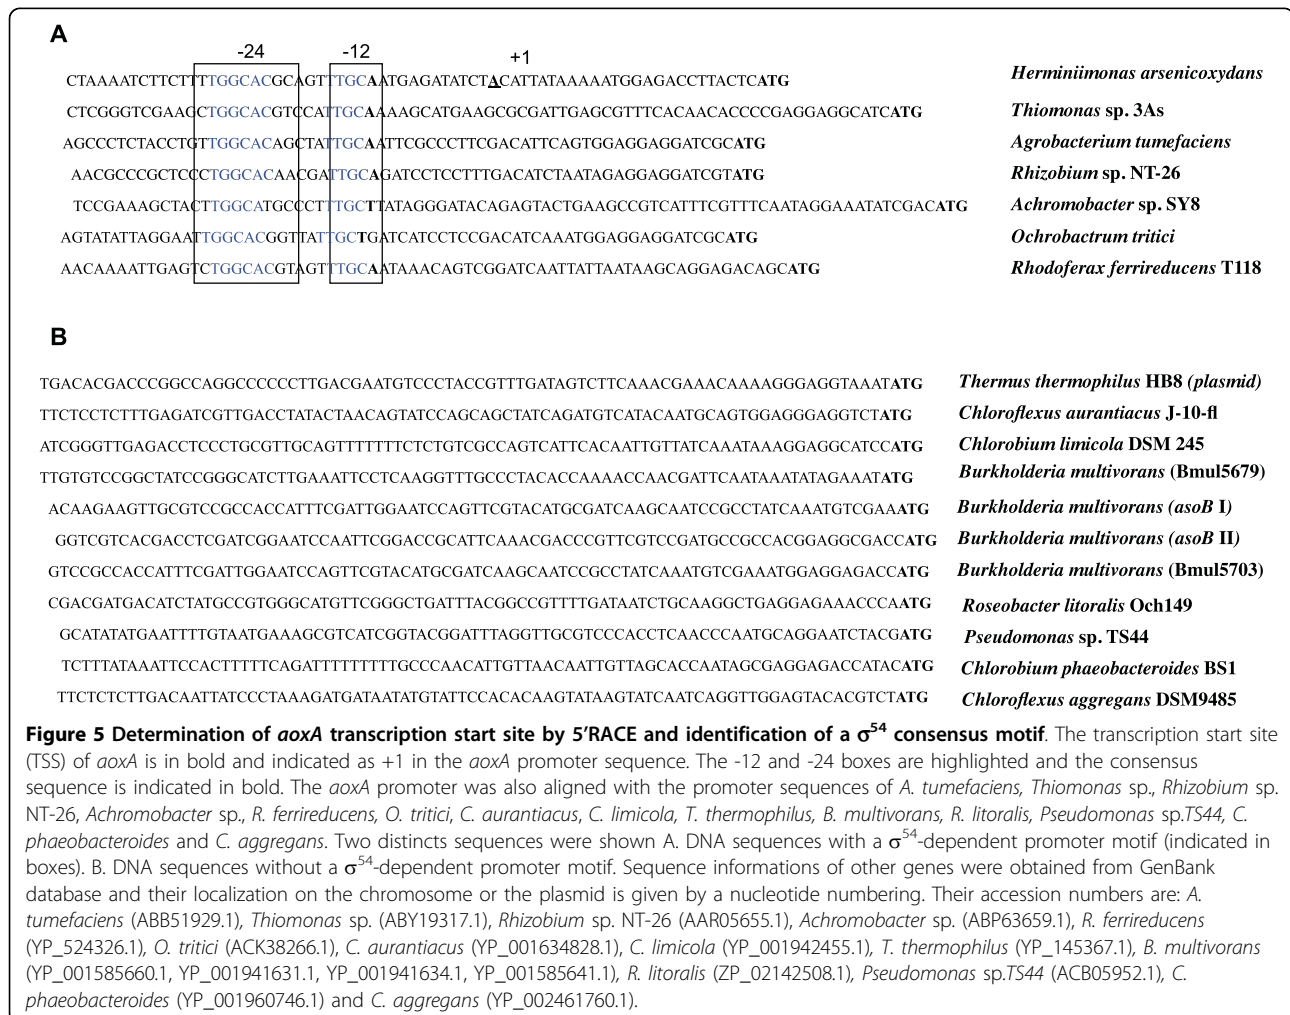 A
-24 -12 +1
CTAAAATCTTCTTTTGGCACGCAGTTTGCAATGAGATATCTACATTATAAAAATGGAGACCTTACTCATG Herminiimonas arsenicoxydans
CTCGGGTCGAAGCTGGCACGTCCATTGCAAAAGCATGAAGCGCGATTGAGCGTTTCACAACACCCCGAGGAGGCATCATG Thiomonas sp. 3As
AGCCCTCTACCTGTTGGCACAGCTATTGCAATTCGCCCTTCGACATTCAGTGGAGGAGGATCGCATG Agrobacterium tumefaciens
AACGCCCGCTCCCTGGCACAACGATTGCAGATCCTCCTTTGACATCTAATAGAGGAGGATCGTATG Rhizobium sp. NT-26
TCCGAAAGCTACTTGGCATGCCCTTTGCTTATAGGGATACAGAGTACTGAAGCCGTCATTTCGTTTCAATAGGAAATATCGACATG Achromobacter sp. SY8
AGTATATTAGGAATTGGCACGGTTATTGCTGATCATCCTCCGACATCAAATGGAGGAGGATCGCATG Ochrobactrum tritici
AACAAAATTGAGTCTGGCACGTAGTTTGCAATAAACAGTCGGATCAATTATTAATAAGCAGGAGACAGCATG Rhodoferax ferrireducens T118
B
TGACACGACCCGGCCAGGCCCCCCTTGACGAATGTCCCTACCGTTTGATAGTCTTCAAACGAAACAAAAGGGAGGTAAATATG Thermus thermophilus HB8 (plasmid)
TTCTCCTCTTTGAGATCGTTGACCTATACTAACAGTATCCAGCAGCTATCAGATGTCATACAATGCAGTGGAGGGAGGTCTATG Chloroflexus aurantiacus J-10-fl
ATCGGGTTGAGACCTCCCTGCGTTGCAGTTTTTTTCTCTGTCGCCAGTCATTCACAATTGTTATCAAATAAAGGAGGCATCCATG Chlorobium limicola DSM 245
TTGTGTCCGGCTATCCGGGCATCTTGAAATTCCTCAAGGTTTGCCCTACACCAAAACCAACGATTCAATAAATATAGAAATATG Burkholderia multivorans (Bmul5679)
ACAAGAAGTTGCGTCCGCCACCATTTCGATTGGAATCCAGTTCGTACATGCGATCAAGCAATCCGCCTATCAAATGTCGAAATG Burkholderia multivorans (asoB I)
GGTCGTCACGACCTCGATCGGAATCCAATTCGGACCGCATTCAAACGACCCGTTCGTCCGATGCCGCCACGGAGGCGACCATG Burkholderia multivorans (asoB II)
GTCCGCCACCATTTCGATTGGAATCCAGTTCGTACATGCGATCAAGCAATCCGCCTATCAAATGTCGAAATGGAGGAGACCATG Burkholderia multivorans (Bmul5703)
CGACGATGACATCTATGCCGTGGGCATGTTCGGGCTGATTTACGGCCGTTTTGATAATCTGCAAGGCTGAGGAGAAACCCAATG Roseobacter litoralis Och149
GCATATATGAATTTTGTAATGAAAGCGTCATCGGTACGGATTTAGGTTGCGTCCCACCTCAACCCAATGCAGGAATCTACGATG Pseudomonas sp. TS44
TCTTTATAAATTCCACTTTTTCAGATTTTTTTTTGCCCAACATTGTTAACAATTGTTAGCACCAATAGCGAGGAGACCATACATG Chlorobium phaeobacteroides BS1
TTCTCTCTTGACAATTATCCCTAAAGATGATAATATGTATTCCACACAAGTATAAGTATCAATCAGGTTGGAGTACACGTCTATG Chloroflexus aggregans DSM9485
Figure 5 Determination of aoxA transcription start site by 5′RACE and identification of a σ⁵⁴ consensus motif. The transcription start site
(TSS) of aoxA is in bold and indicated as +1 in the aoxA promoter sequence. The -12 and -24 boxes are highlighted and the consensus
sequence is indicated in bold. The aoxA promoter was also aligned with the promoter sequences of A. tumefaciens, Thiomonas sp., Rhizobium sp.
NT-26, Achromobacter sp., R. ferrireducens, O. tritici, C. aurantiacus, C. limicola, T. thermophilus, B. multivorans, R. litoralis, Pseudomonas sp.TS44, C.
phaeobacteroides and C. aggregans. Two distincts sequences were shown A. DNA sequences with a σ⁵⁴-dependent promoter motif (indicated in
boxes). B. DNA sequences without a σ⁵⁴-dependent promoter motif. Sequence informations of other genes were obtained from GenBank
database and their localization on the chromosome or the plasmid is given by a nucleotide numbering. Their accession numbers are: A.
tumefaciens (ABB51929.1), Thiomonas sp. (ABY19317.1), Rhizobium sp. NT-26 (AAR05655.1), Achromobacter sp. (ABP63659.1), R. ferrireducens
(YP_524326.1), O. tritici (ACK38266.1), C. aurantiacus (YP_001634828.1), C. limicola (YP_001942455.1), T. thermophilus (YP_145367.1), B. multivorans
(YP_001585660.1, YP_001941631.1, YP_001941634.1, YP_001585641.1), R. litoralis (ZP_02142508.1), Pseudomonas sp.TS44 (ACB05952.1), C.
phaeobacteroides (YP_001960746.1) and C. aggregans (YP_002461760.1).